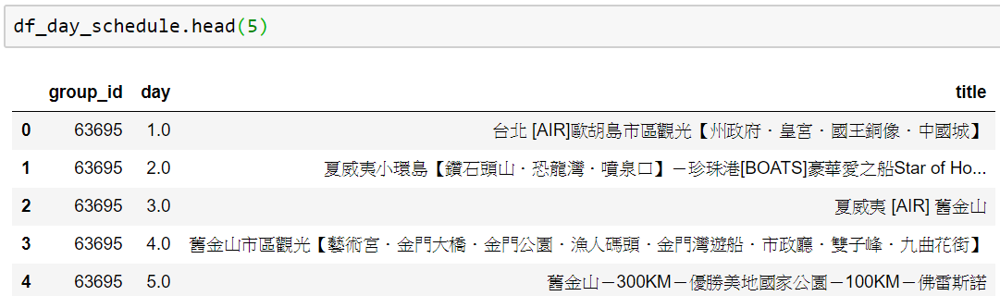 df_day_schedule.head(5)
group_id day title
0 63695 1.0 台北 [AIR]歐胡島市區觀光【州政府．皇宮．國王銅像．中國城】
1 63695 2.0 夏威夷小環島【鑽石頭山．恐龍灣．噴泉口】－珍珠港[BOATS]豪華愛之船Star of Ho...
2 63695 3.0 夏威夷 [AIR] 舊金山
3 63695 4.0 舊金山市區觀光【藝術宮．金門大橋．金門公園．漁人碼頭．金門灣遊船．市政廳．雙子峰．九曲花街】
4 63695 5.0 舊金山－300KM－優勝美地國家公園－100KM－佛雷斯諾